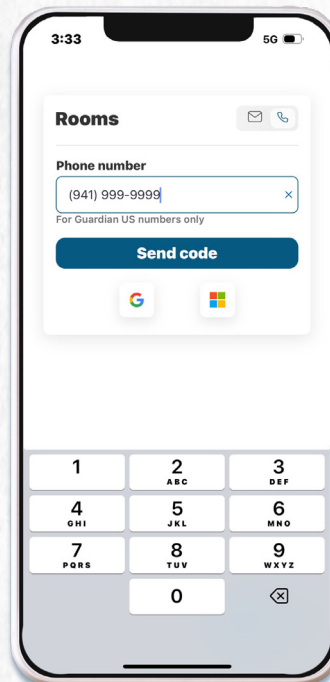 3:33 5G
Rooms
Phone number
(941) 999-9999
For Guardian US numbers only
Send code
1 2 3
ABC DEF
4 5 6
GHI JKL MNO
7 8 9
PQRS TUV WXYZ
0